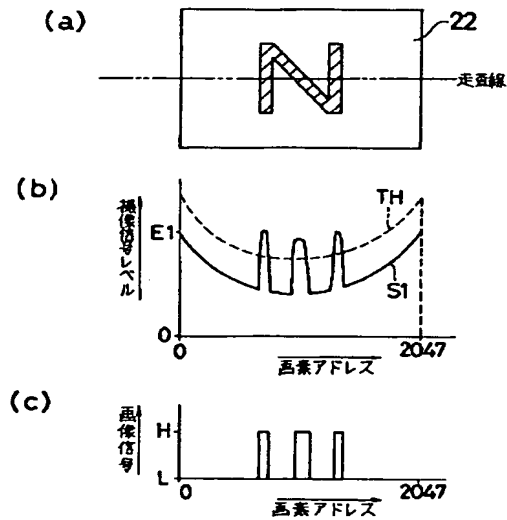 (a)
22
N
走査線
(b)
撮像信号レベル
E1
TH
S1
0
0
2047
画素アドレス
(c)
画像信号
H
L
0
2047
画素アドレス